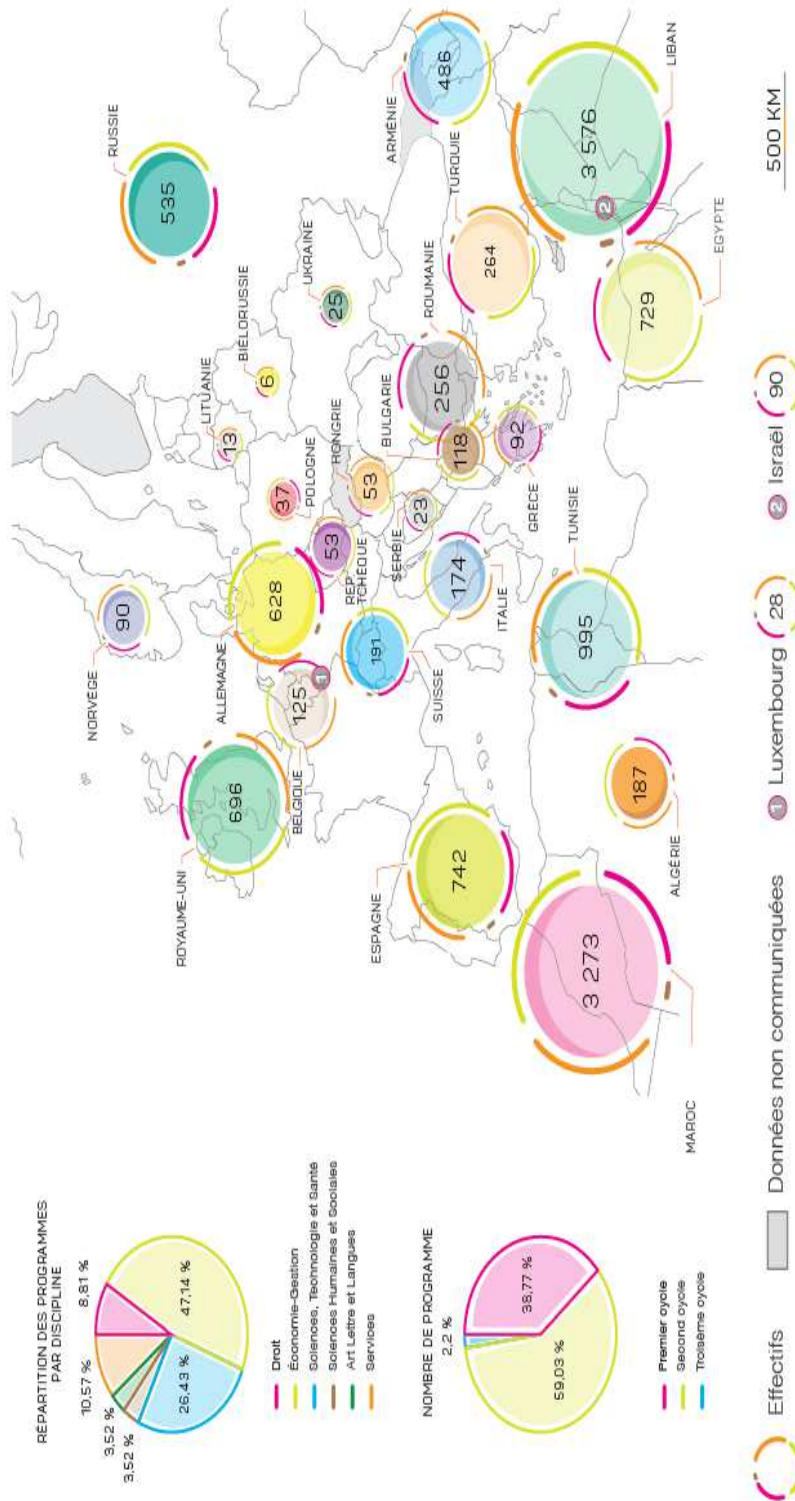 RÉPARTITION DES PROGRAMMES
PAR DISCIPLINE
10,57 %
8,81 %
3,52 %
3,52 %
47,14 %
26,43 %
Droit
Économie-Gestion
Sciences, Technologie et Santé
Sciences Humaines et Sociales
Art Lettre et Langues
Services
NOMBRE DE PROGRAMME
2,2 %
38,77 %
59,03 %
Premier cycle
Second cycle
Troisème cycle
NORVÈGE
90
ROYAUME-UNI
696
ALLEMAGNE
628
BELGIQUE
125
1
LITUANIE
13
BIÉLORUSSIE
6
RUSSIE
535
37
POLOGNE
53
RÉP.
TCHÈQUE
UKRAINE
25
HONGRIE
53
191
SUISSE
SERBIE
23
BULGARIE
118
ROUMANIE
256
ESPAGNE
742
174
ITALIE
92
GRÈCE
TURQUIE
264
ARMÉNIE
486
MAROC
3 273
187
ALGÉRIE
995
TUNISIE
729
EGYPTE
3 576
2
LIBAN
Effectifs
Données non communiquées
1 Luxembourg 28
2 Israël 90
500 KM